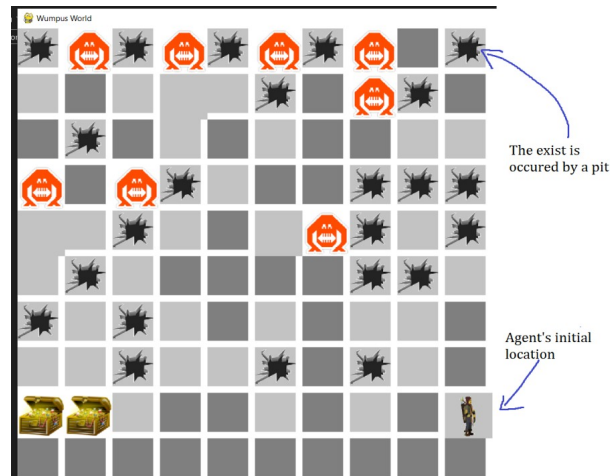 Wumpus World
The exist is
occured by a pit
Agent's initial
location